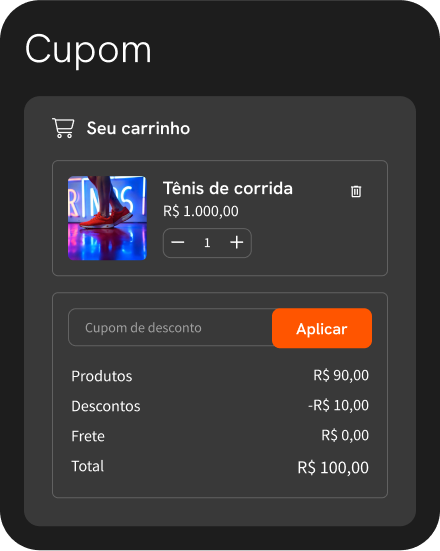 Cupom
Seu carrinho
Tênis de corrida
R$ 1.000,00
1
Cupom de desconto
Aplicar
Produtos R$ 90,00
Descontos -R$ 10,00
Frete R$ 0,00
Total R$ 100,00